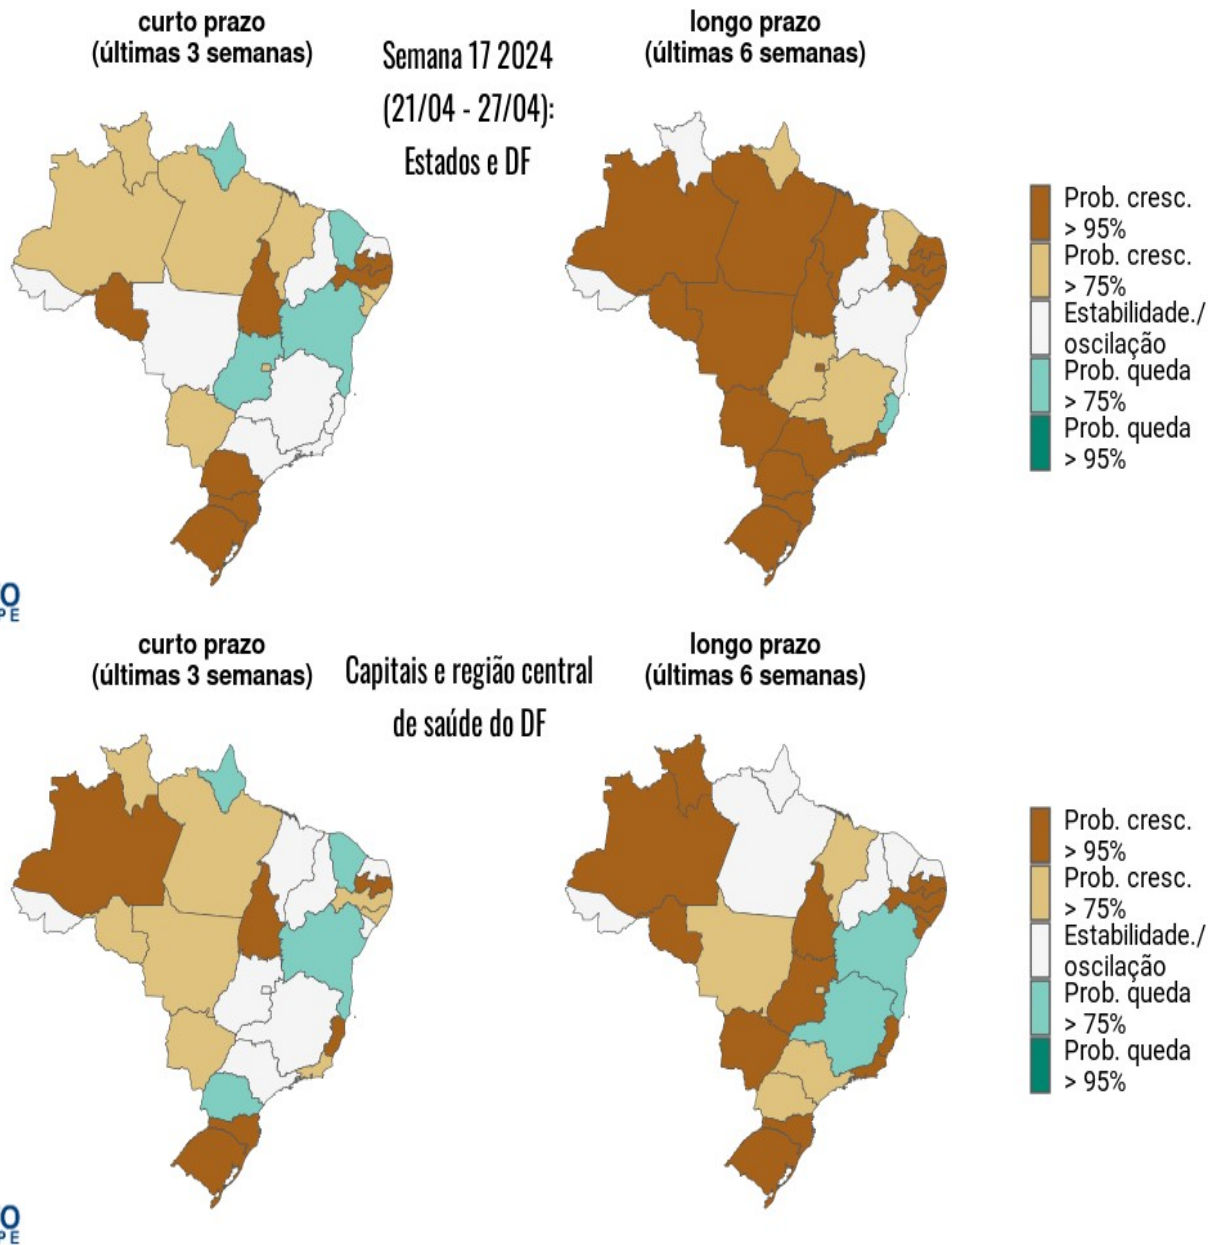 curto prazo
(últimas 3 semanas)
Semana 17 2024
(21/04 - 27/04):
Estados e DF
longo prazo
(últimas 6 semanas)
Prob. cresc.
> 95%
Prob. cresc.
> 75%
Estabilidade./
oscilação
Prob. queda
> 75%
Prob. queda
> 95%
O
PE
curto prazo
(últimas 3 semanas)
Capitais e região central
de saúde do DF
longo prazo
(últimas 6 semanas)
Prob. cresc.
> 95%
Prob. cresc.
> 75%
Estabilidade./
oscilação
Prob. queda
> 75%
Prob. queda
> 95%
O
PE